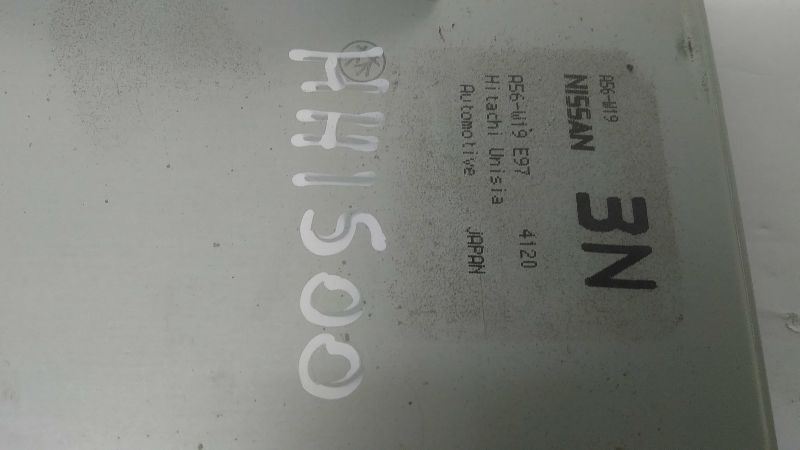 A56-W19
NISSAN 3N
A56-W19 E97 4120
Hitachi Unisia
Automotive JAPAN
HH1500